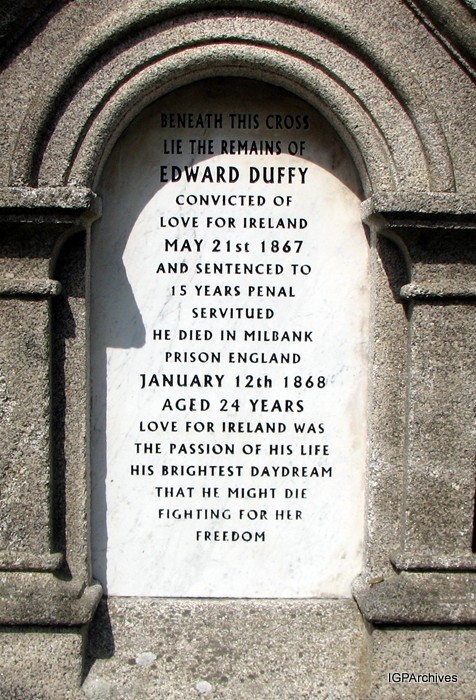 BENEATH THIS CROSS
LIE THE REMAINS OF
EDWARD DUFFY
CONVICTED OF
LOVE FOR IRELAND
MAY 21st 1867
AND SENTENCED TO
15 YEARS PENAL
SERVITUED
HE DIED IN MILBANK
PRISON ENGLAND
JANUARY 12th 1868
AGED 24 YEARS
LOVE FOR IRELAND WAS
THE PASSION OF HIS LIFE
HIS BRIGHTEST DAYDREAM
THAT HE MIGHT DIE
FIGHTING FOR HER
FREEDOM
IGPArchives